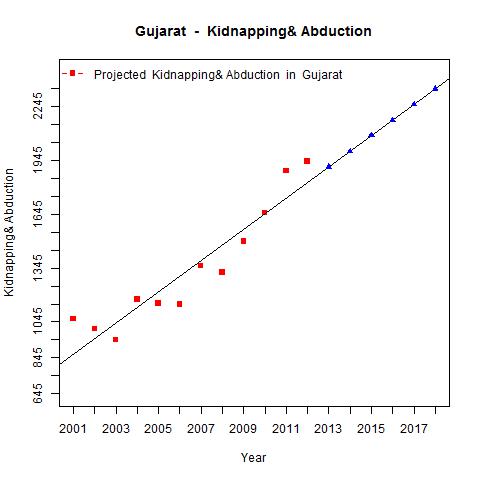 Gujarat - Kidnapping& Abduction
Projected Kidnapping& Abduction in Gujarat
Kidnapping& Abduction
2245
1945
1645
1345
1045
845
645
2001 2003 2005 2007 2009 2011 2013 2015 2017
Year